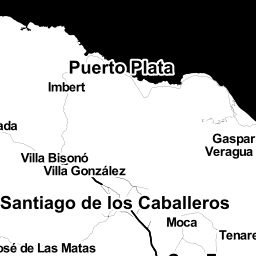 Puerto Plata
Imbert
Gaspar
Veragua
Villa Bisonó
Villa González
Santiago de los Caballeros
Moca
Tenare
osé de Las Matas